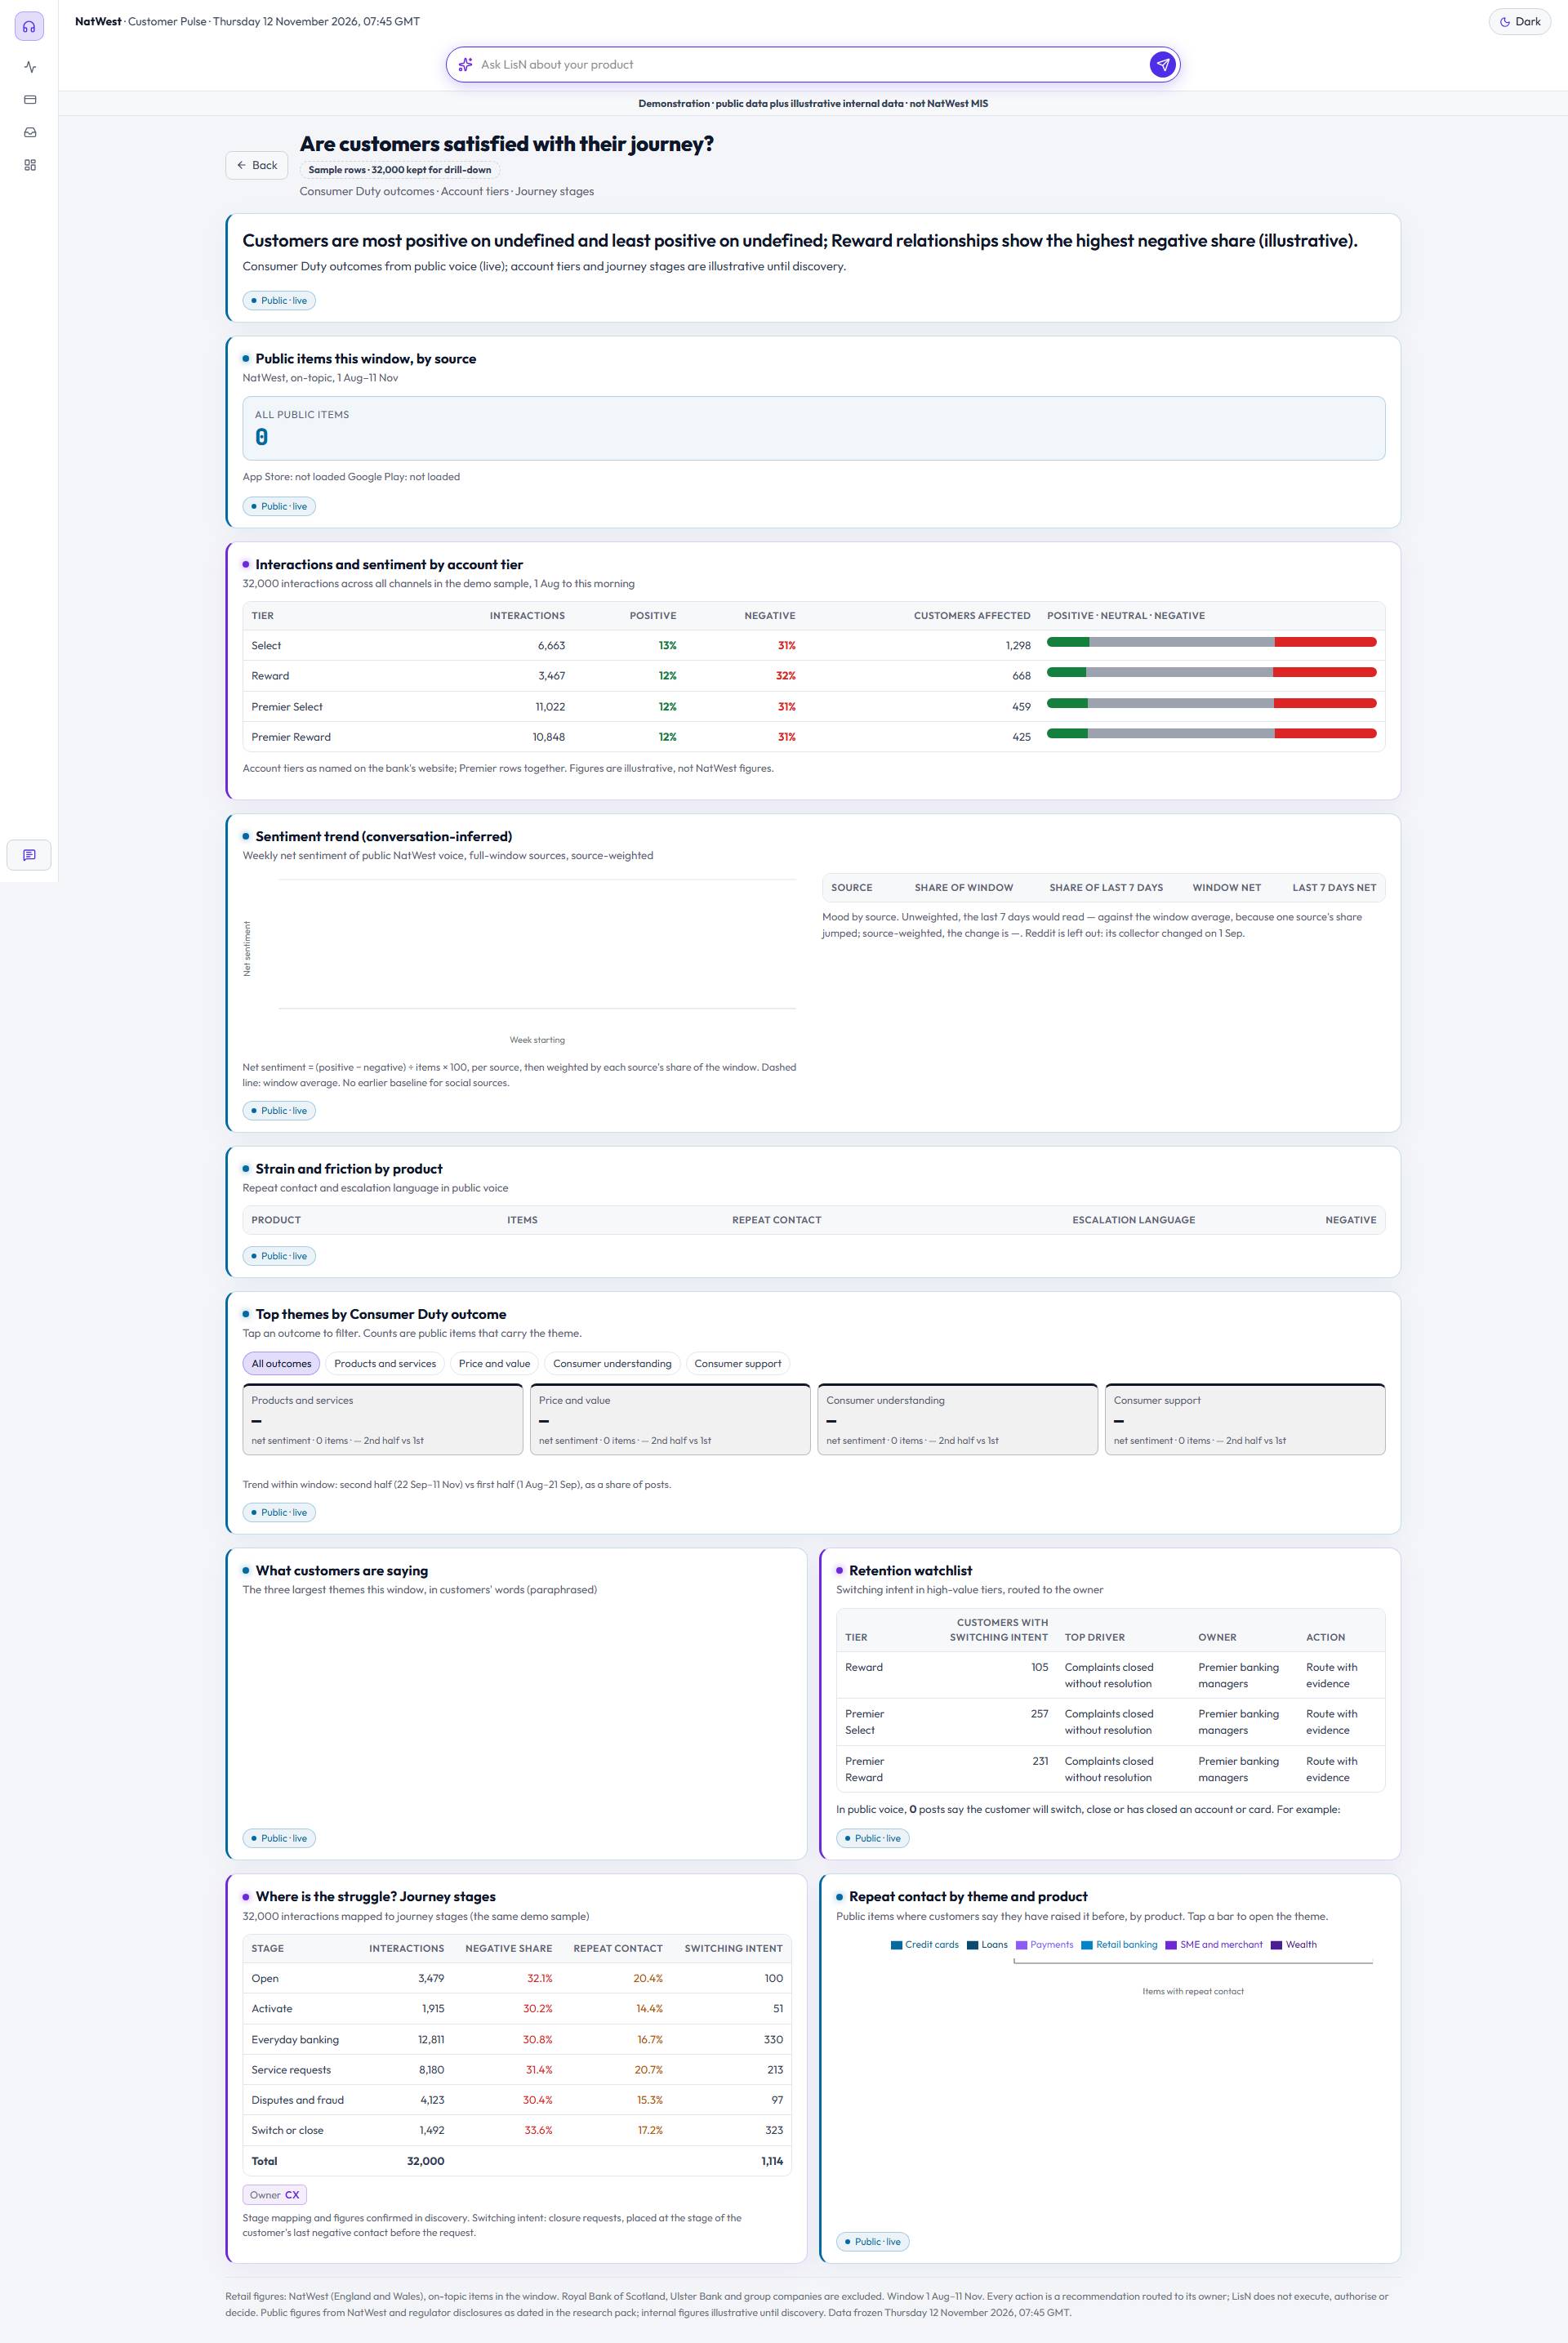 NatWest · Customer Pulse · Thursday 12 November 2026, 07:45 GMT
Dark
Ask LisN about your product
Demonstration · public data plus illustrative internal data · not NatWest MIS
Back
Are customers satisfied with their journey?
Sample rows · 32,000 kept for drill-down
Consumer Duty outcomes · Account tiers · Journey stages
Customers are most positive on undefined and least positive on undefined; Reward relationships show the highest negative share (illustrative).
Consumer Duty outcomes from public voice (live); account tiers and journey stages are illustrative until discovery.
Public · live
Public items this window, by source
NatWest, on-topic, 1 Aug–11 Nov
ALL PUBLIC ITEMS
0
App Store: not loaded Google Play: not loaded
Public · live
Interactions and sentiment by account tier
32,000 interactions across all channels in the demo sample, 1 Aug to this morning
TIER INTERACTIONS POSITIVE NEGATIVE CUSTOMERS AFFECTED POSITIVE · NEUTRAL · NEGATIVE
Select 6,663 13% 31% 1,298
Reward 3,467 12% 32% 668
Premier Select 11,022 12% 31% 459
Premier Reward 10,848 12% 31% 425
Account tiers as named on the bank's website; Premier rows together. Figures are illustrative, not NatWest figures.
Sentiment trend (conversation-inferred)
Weekly net sentiment of public NatWest voice, full-window sources, source-weighted
Net sentiment
Week starting
Net sentiment = (positive − negative) ÷ items × 100, per source, then weighted by each source's share of the window. Dashed
line: window average. No earlier baseline for social sources.
SOURCE SHARE OF WINDOW SHARE OF LAST 7 DAYS WINDOW NET LAST 7 DAYS NET
Mood by source. Unweighted, the last 7 days would read — against the window average, because one source's share
jumped; source-weighted, the change is —. Reddit is left out: its collector changed on 1 Sep.
Public · live
Strain and friction by product
Repeat contact and escalation language in public voice
PRODUCT ITEMS REPEAT CONTACT ESCALATION LANGUAGE NEGATIVE
Public · live
Top themes by Consumer Duty outcome
Tap an outcome to filter. Counts are public items that carry the theme.
All outcomes Products and services Price and value Consumer understanding Consumer support
Products and services
—
net sentiment · 0 items · — 2nd half vs 1st
Price and value
—
net sentiment · 0 items · — 2nd half vs 1st
Consumer understanding
—
net sentiment · 0 items · — 2nd half vs 1st
Consumer support
—
net sentiment · 0 items · — 2nd half vs 1st
Trend within window: second half (22 Sep–11 Nov) vs first half (1 Aug–21 Sep), as a share of posts.
Public · live
What customers are saying
The three largest themes this window, in customers' words (paraphrased)
Public · live
Retention watchlist
Switching intent in high-value tiers, routed to the owner
TIER CUSTOMERS WITH SWITCHING INTENT TOP DRIVER OWNER ACTION
Reward 105 Complaints closed without resolution Premier banking managers Route with evidence
Premier Select 257 Complaints closed without resolution Premier banking managers Route with evidence
Premier Reward 231 Complaints closed without resolution Premier banking managers Route with evidence
In public voice, 0 posts say the customer will switch, close or has closed an account or card. For example:
Public · live
Where is the struggle? Journey stages
32,000 interactions mapped to journey stages (the same demo sample)
STAGE INTERACTIONS NEGATIVE SHARE REPEAT CONTACT SWITCHING INTENT
Open 3,479 32.1% 20.4% 100
Activate 1,915 30.2% 14.4% 51
Everyday banking 12,811 30.8% 16.7% 330
Service requests 8,180 31.4% 20.7% 213
Disputes and fraud 4,123 30.4% 15.3% 97
Switch or close 1,492 33.6% 17.2% 323
Total 32,000 1,114
Owner CX
Stage mapping and figures confirmed in discovery. Switching intent: closure requests, placed at the stage of the
customer's last negative contact before the request.
Repeat contact by theme and product
Public items where customers say they have raised it before, by product. Tap a bar to open the theme.
Credit cards Loans Payments Retail banking SME and merchant Wealth
Items with repeat contact
Public · live
Retail figures: NatWest (England and Wales), on-topic items in the window. Royal Bank of Scotland, Ulster Bank and group companies are excluded. Window 1 Aug–11 Nov. Every action is a recommendation routed to its owner; LisN does not execute, authorise or
decide. Public figures from NatWest and regulator disclosures as dated in the research pack; internal figures illustrative until discovery. Data frozen Thursday 12 November 2026, 07:45 GMT.